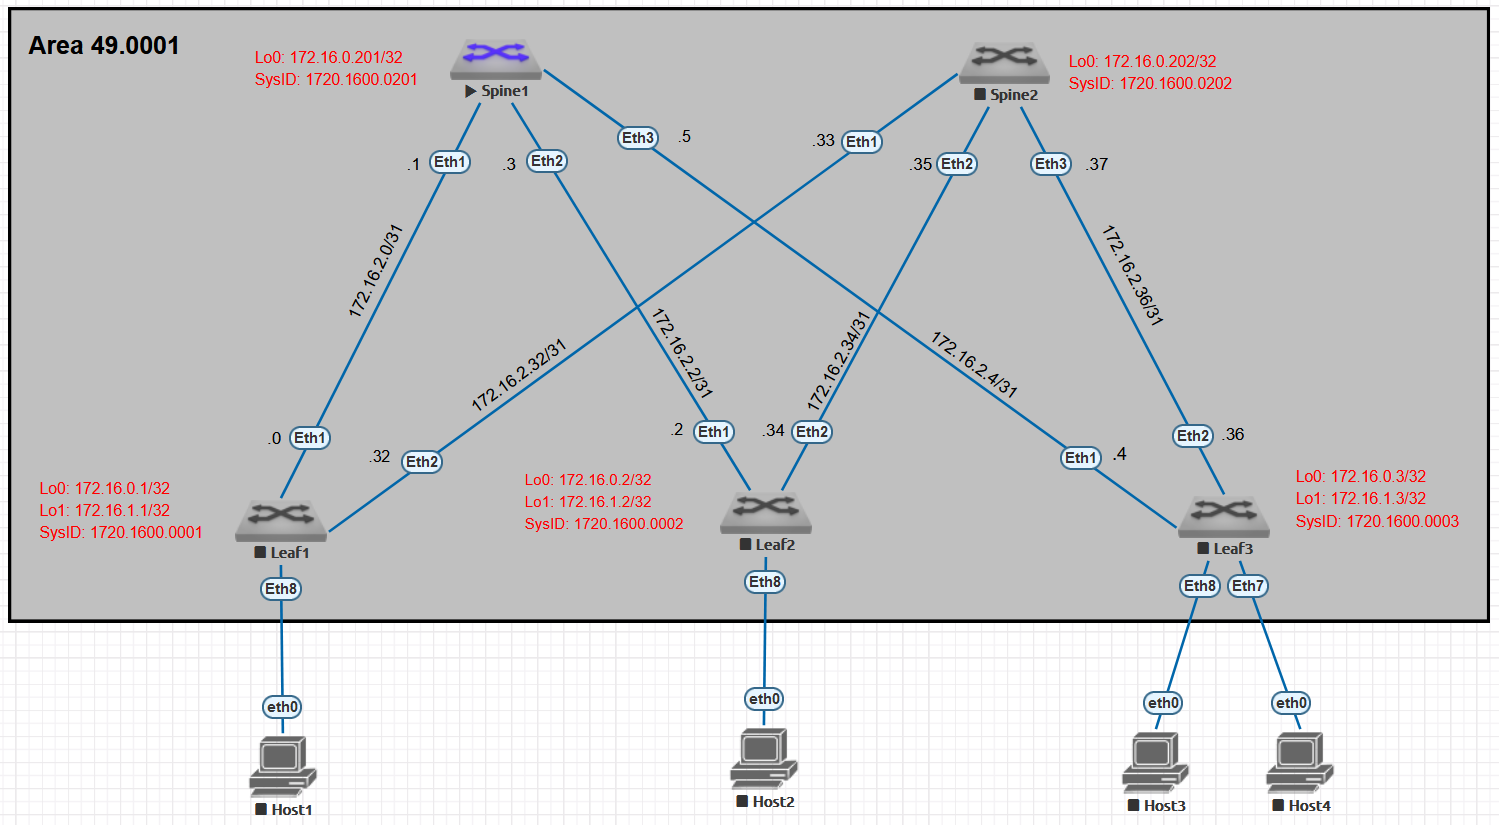 Area 49.0001
Lo0: 172.16.0.201/32
SysID: 1720.1600.0201
Spine1
Lo0: 172.16.0.202/32
SysID: 1720.1600.0202
Spine2
.1
Eth1
.3
Eth2
Eth3
.5
.33
Eth1
.35
Eth2
Eth3
.37
172.16.2.0/31
172.16.2.32/31
172.16.2.2/31
172.16.2.34/31
172.16.2.4/31
172.16.2.36/31
.0
Eth1
.32
Eth2
.2
Eth1
.34
Eth2
Eth1
.4
Eth2
.36
Lo0: 172.16.0.1/32
Lo1: 172.16.1.1/32
SysID: 1720.1600.0001
Leaf1
Lo0: 172.16.0.2/32
Lo1: 172.16.1.2/32
SysID: 1720.1600.0002
Leaf2
Lo0: 172.16.0.3/32
Lo1: 172.16.1.3/32
SysID: 1720.1600.0003
Leaf3
Eth8
Eth8
Eth8
Eth7
eth0
eth0
eth0
eth0
Host1
Host2
Host3
Host4